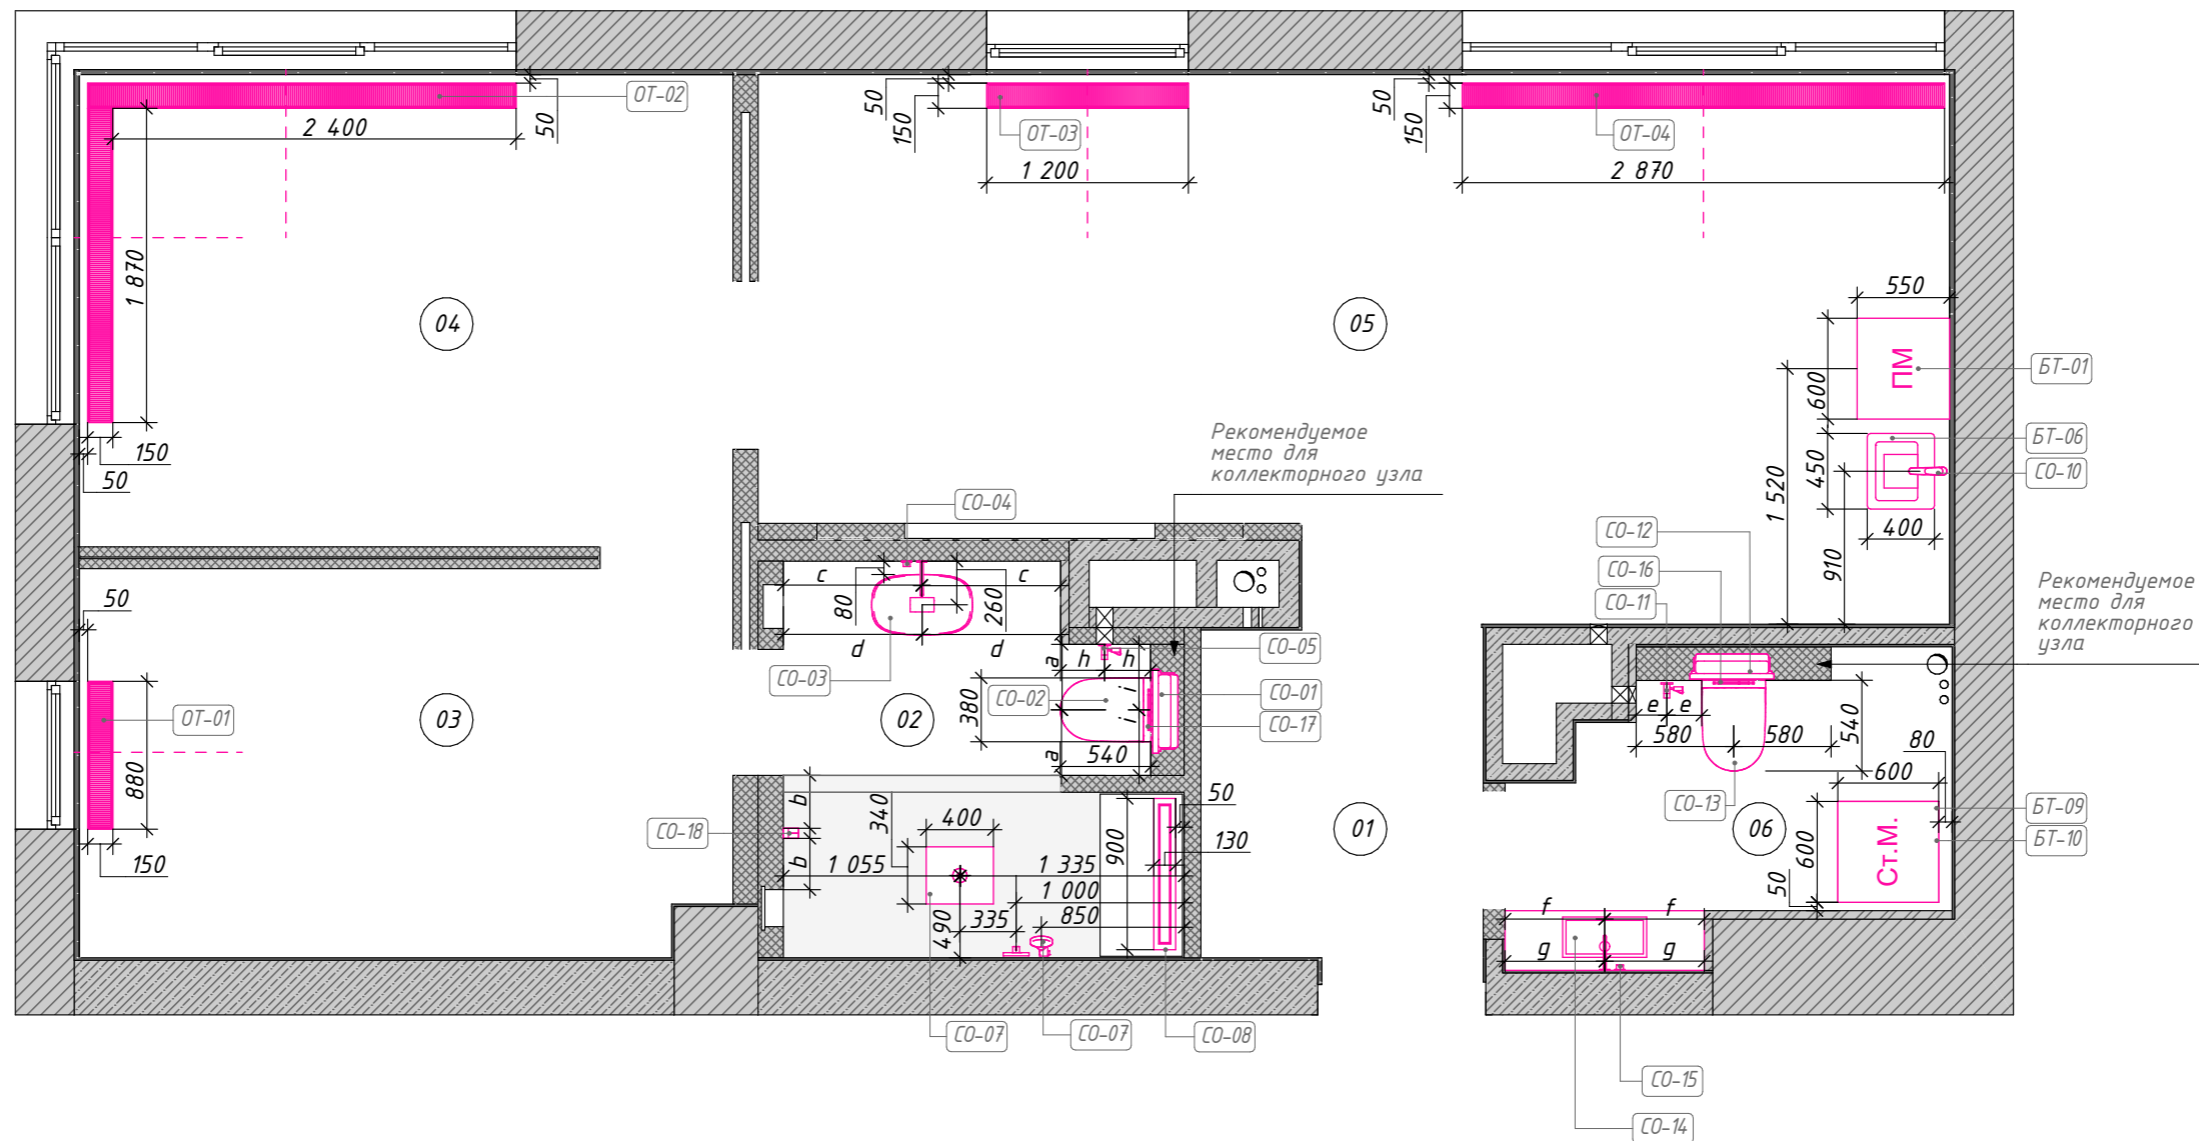 ОТ-02
2 400
50
1 870
150
50
04
50
150
ОТ-03
1 200
05
50
150
ОТ-04
2 870
550
ПМ
600
БТ-01
БТ-06
СО-10
1 520
450
400
910
Рекомендуемое
место для
коллекторного узла
СО-04
c
c
80
260
d
d
СО-03
СО-12
СО-16
СО-11
Рекомендуемое
место для
коллекторного
узла
50
ОТ-01
880
150
03
02
СО-05
a
h
h
СО-02
i
i
380
СО-01
СО-17
a
540
e
e
580
580
540
80
600
СО-13
06
БТ-09
БТ-10
Ст.М.
600
50
01
СО-18
b
b
340
400
50
900
130
1 055
1 335
1 000
850
335
490
f
f
g
g
СО-07
СО-07
СО-08
СО-15
СО-14